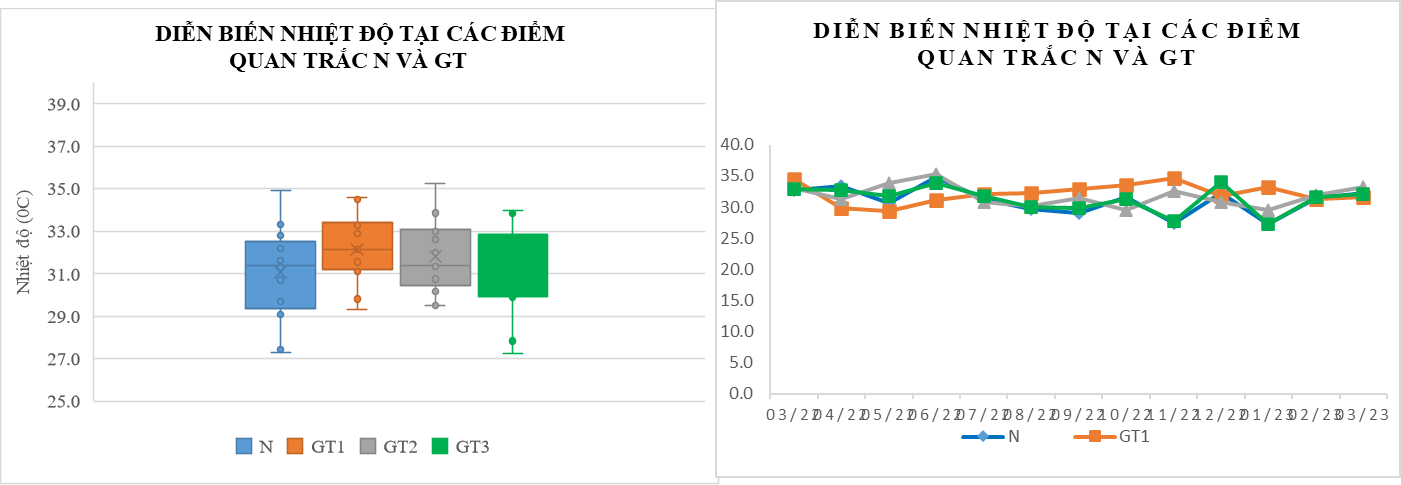 DIỄN BIẾN NHIỆT ĐỘ TẠI CÁC ĐIỂM
QUAN TRẮC N VÀ GT
39.0
37.0
35.0
33.0
31.0
29.0
27.0
25.0
Nhiệt độ (0C)
N GT1 GT2 GT3
DIỄN BIẾN NHIỆT ĐỘ TẠI CÁC ĐIỂM
QUAN TRẮC N VÀ GT
40.0
35.0
30.0
25.0
20.0
15.0
10.0
5.0
0.0
03/22 04/22 05/22 06/22 07/22 08/22 09/22 10/22 11/22 12/22 01/23 02/23 03/23
N GT1